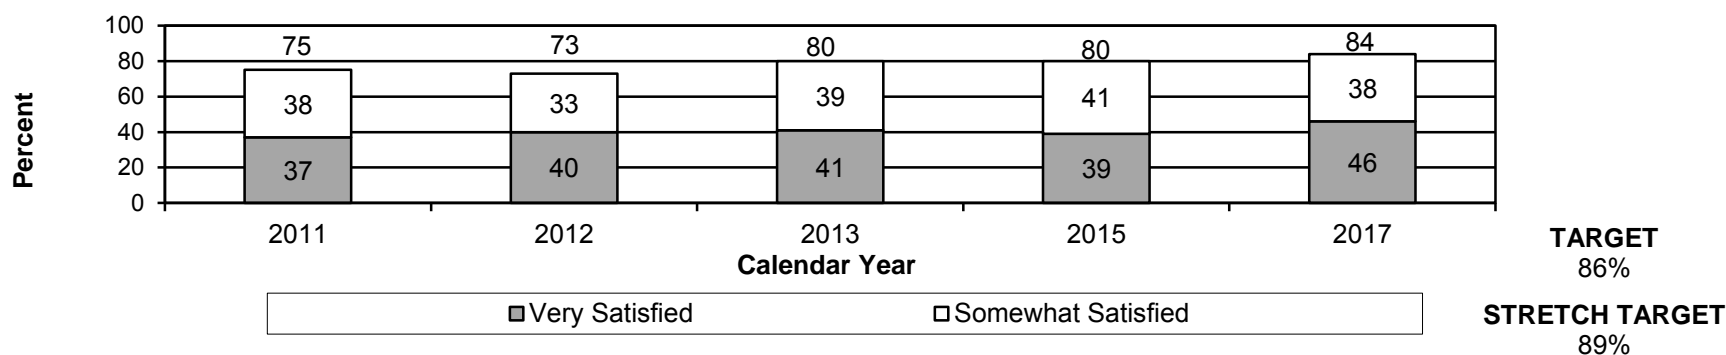 100
80
60
40
20
0
Percent
75 73 80 80 84
38 33 39 41 38
37 40 41 39 46
2011 2012 2013 2015 2017
Calendar Year
Very Satisfied Somewhat Satisfied
TARGET
86%
STRETCH TARGET
89%